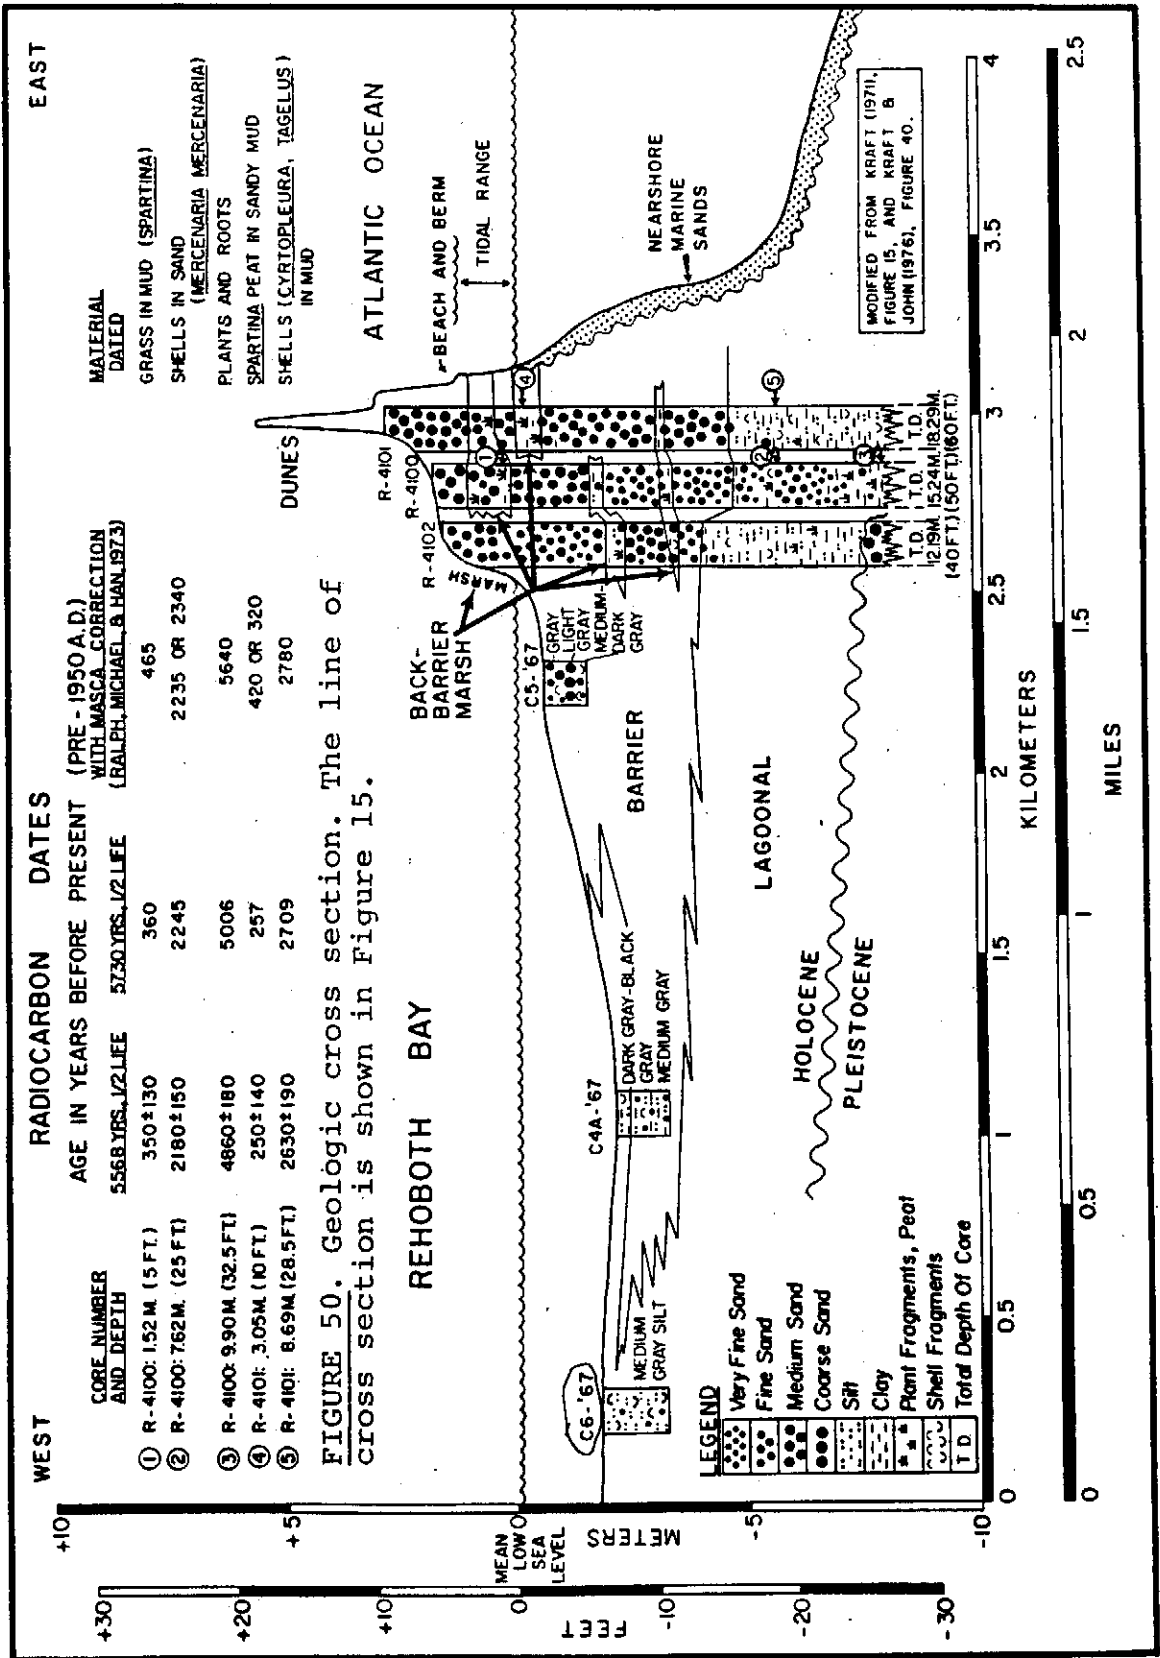 WEST
EAST
RADIOCARBON DATES
AGE IN YEARS BEFORE PRESENT (PRE-1950 A.D.)
CORE NUMBER AND DEPTH
5568 YRS. 1/2 LIFE
5730 YRS. 1/2 LIFE
WITH MASCA CORRECTION
(RALPH, MICHAEL, & HAN, 1973)
MATERIAL DATED
① R-4100: 1.52 M. (5 FT.) 350±130 360 465 GRASS IN MUD (SPARTINA)
② R-4100: 7.62 M. (25 FT.) 2180±150 2245 2235 OR 2340 SHELLS IN SAND
(MERCENARIA MERCENARIA)
③ R-4100: 9.90 M. (32.5 FT.) 4860±180 5006 5640 PLANTS AND ROOTS
④ R-4101: 3.05 M. (10 FT.) 250±140 257 420 OR 320 SPARTINA PEAT IN SANDY MUD
⑤ R-4101: 8.69 M. (28.5 FT.) 2630±190 2709 2780 SHELLS (CYRTOPLEURA, TAGELUS)
IN MUD
FIGURE 50. Geologic cross section. The line of
cross section is shown in Figure 15.
REHOBOTH BAY
ATLANTIC OCEAN
BEACH AND BERM
TIDAL RANGE
DUNES
R-4101
R-4100
R-4102
MARSH
BACK-
BARRIER
MARSH
NEARSHORE
MARINE
SANDS
① ② ③ ④ ⑤
C6-'67
C4A-'67
C5-'67
MEDIUM
GRAY SILT
DARK GRAY-BLACK
GRAY
MEDIUM GRAY
GRAY
LIGHT
GRAY
MEDIUM-
DARK
GRAY
BARRIER
LAGOONAL
HOLOCENE
PLEISTOCENE
T.D. T.D. T.D.
12.19M. 15.24M. 18.29M.
(40 FT.) (50 FT.) (60 FT.)
MODIFIED FROM KRAFT (1971),
FIGURE 15, AND KRAFT &
JOHN (1976), FIGURE 40.
LEGEND
Very Fine Sand
Fine Sand
Medium Sand
Coarse Sand
Silt
Clay
Plant Fragments, Peat
Shell Fragments
T.D. Total Depth Of Core
+10
+5
0
-5
-10
METERS
MEAN
LOW
SEA
LEVEL
+30
+20
+10
0
-10
-20
-30
FEET
0 0.5 1 1.5 2 2.5 3 3.5 4
KILOMETERS
0 0.5 1 1.5 2 2.5
MILES